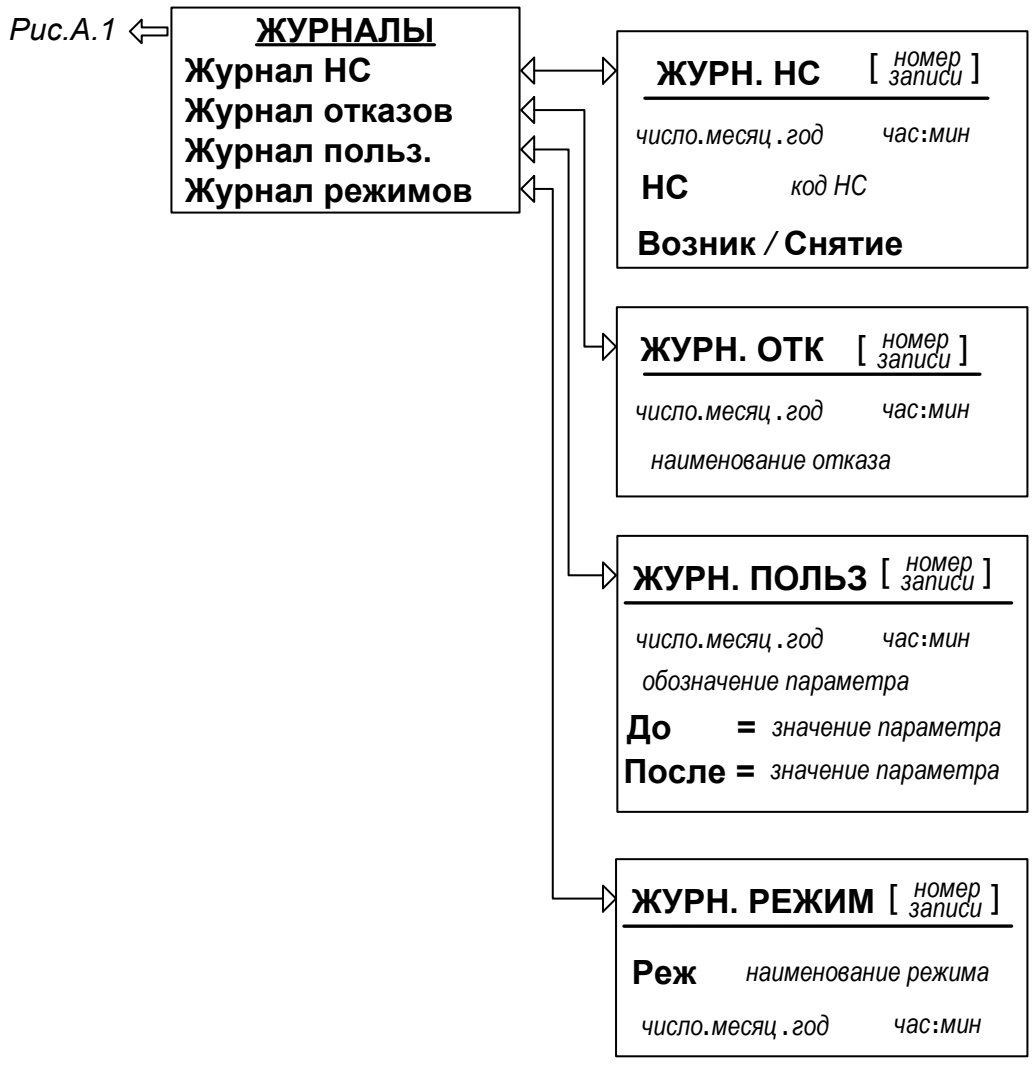 Рис.А.1
ЖУРНАЛЫ
Журнал НС
Журнал отказов
Журнал польз.
Журнал режимов
ЖУРН. НС [ номер записи ]
число.месяц.год час:мин
НС код НС
Возник / Снятие
ЖУРН. ОТК [ номер записи ]
число.месяц.год час:мин
наименование отказа
ЖУРН. ПОЛЬЗ [ номер записи ]
число.месяц.год час:мин
обозначение параметра
До = значение параметра
После = значение параметра
ЖУРН. РЕЖИМ [ номер записи ]
Реж наименование режима
число.месяц.год час:мин